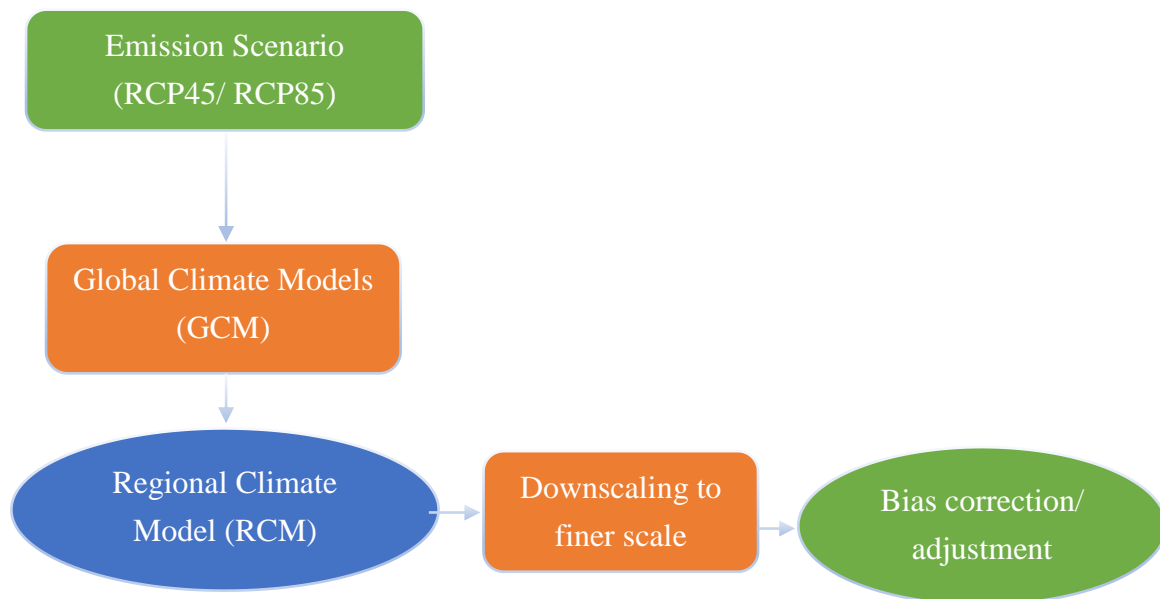 Emission Scenario
(RCP45/ RCP85)
Global Climate Models
(GCM)
Regional Climate
Model (RCM)
Downscaling to
finer scale
Bias correction/
adjustment